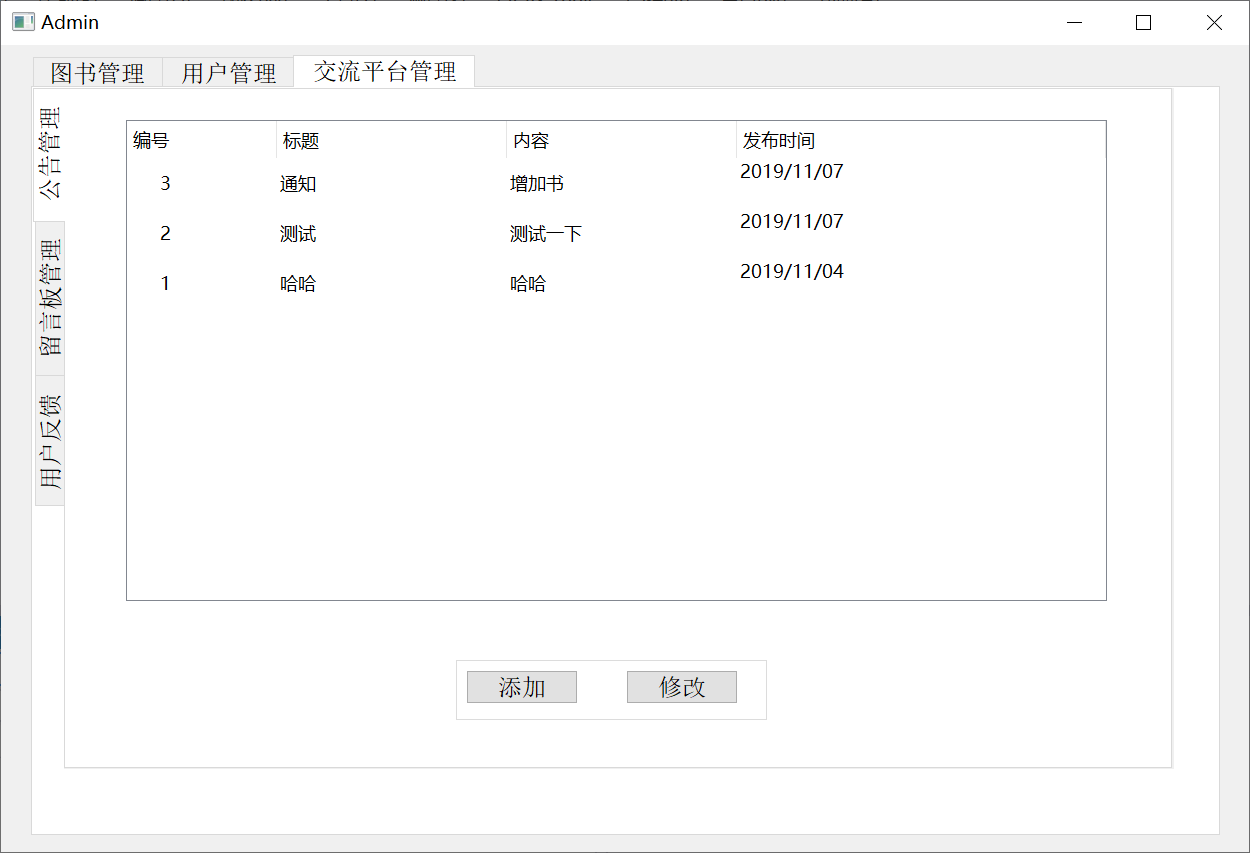 Admin
图书管理 用户管理 交流平台管理
公告管理
留言板管理
用户反馈
编号 标题 内容 发布时间
3 通知 增加书 2019/11/07
2 测试 测试一下 2019/11/07
1 哈哈 哈哈 2019/11/04
添加 修改